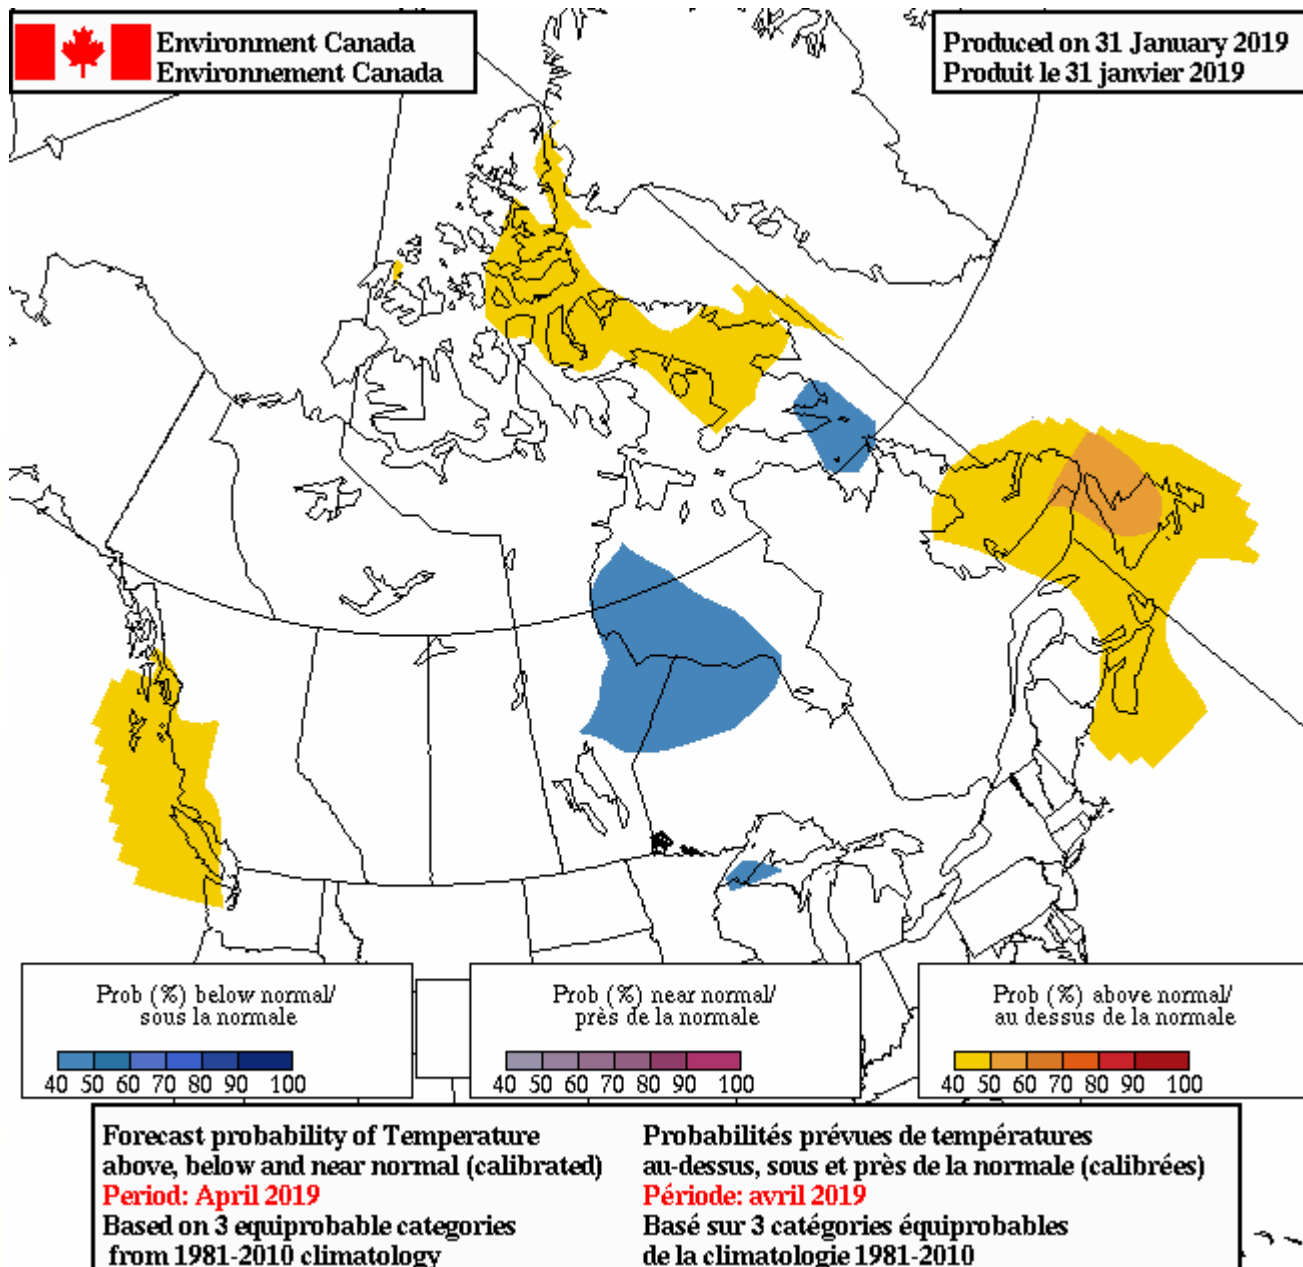 Environment Canada
Environnement Canada
Produced on 31 January 2019
Produit le 31 janvier 2019
Prob (%) below normal/
sous la normale
40 50 60 70 80 90 100
Prob (%) near normal/
près de la normale
40 50 60 70 80 90 100
Prob (%) above normal/
au dessus de la normale
40 50 60 70 80 90 100
Forecast probability of Temperature
above, below and near normal (calibrated)
Period: April 2019
Based on 3 equiprobable categories
from 1981-2010 climatology
Probabilités prévues de températures
au-dessus, sous et près de la normale (calibrées)
Période: avril 2019
Basé sur 3 catégories équiprobables
de la climatologie 1981-2010